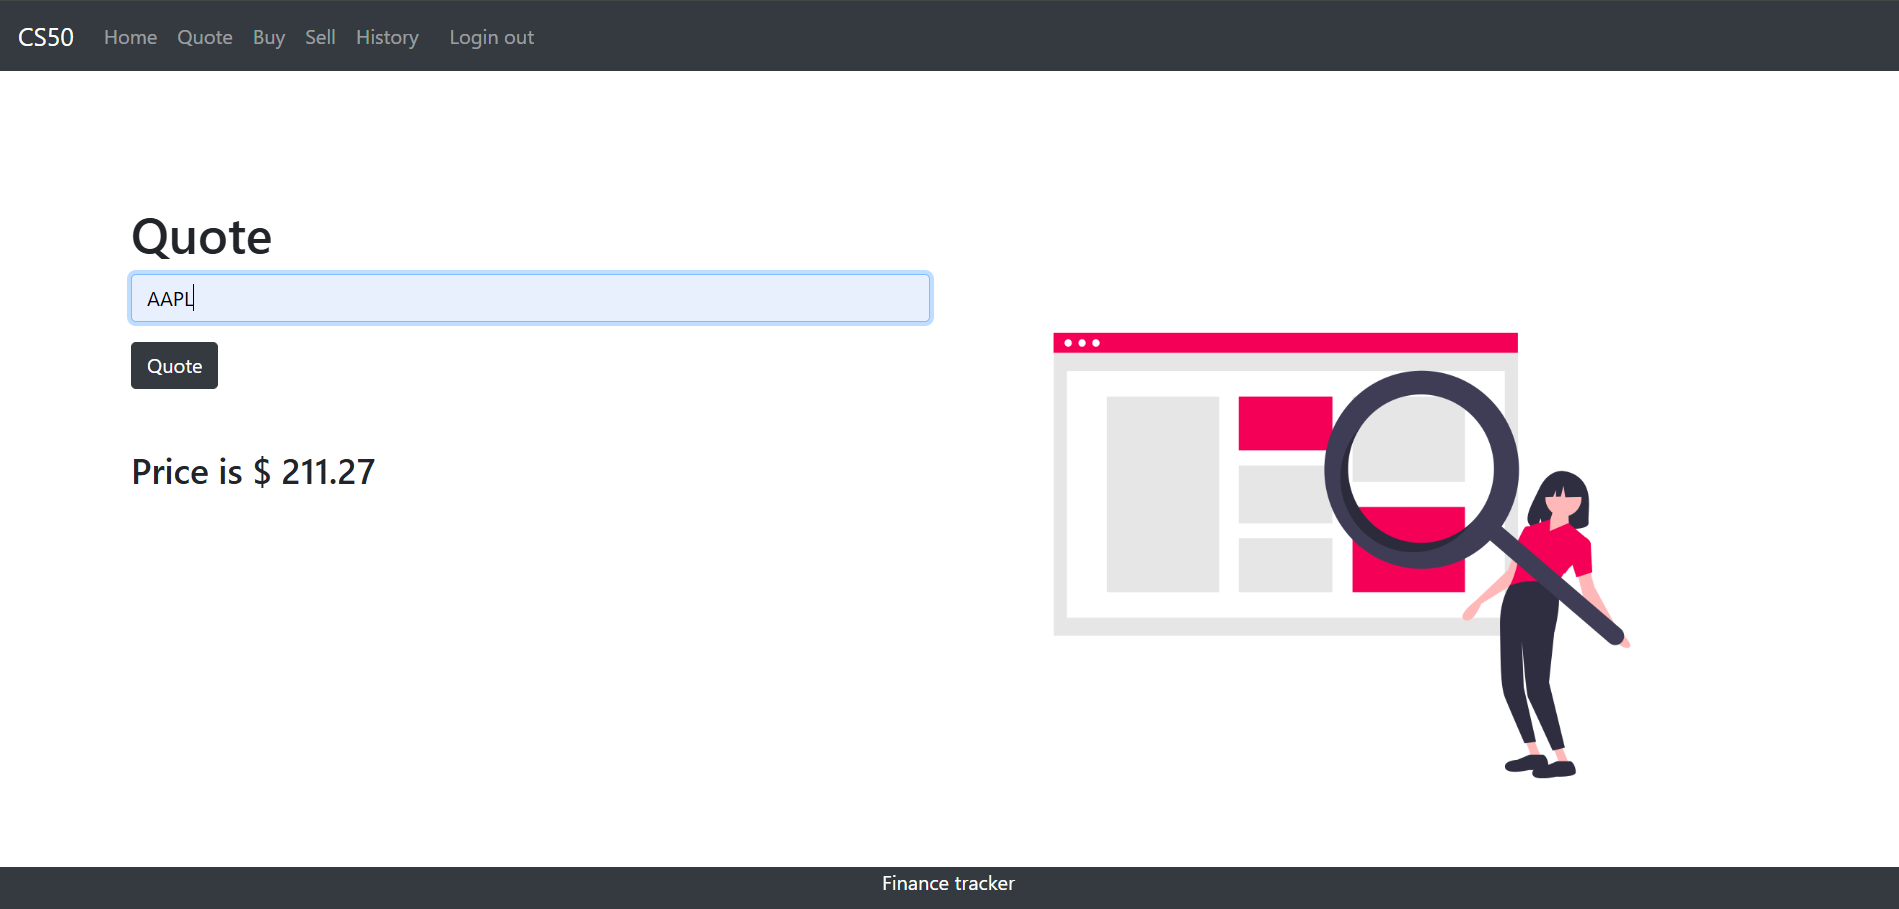 CS50 Home Quote Buy Sell History Login out
Quote
AAPL
Quote
Price is $ 211.27
Finance tracker